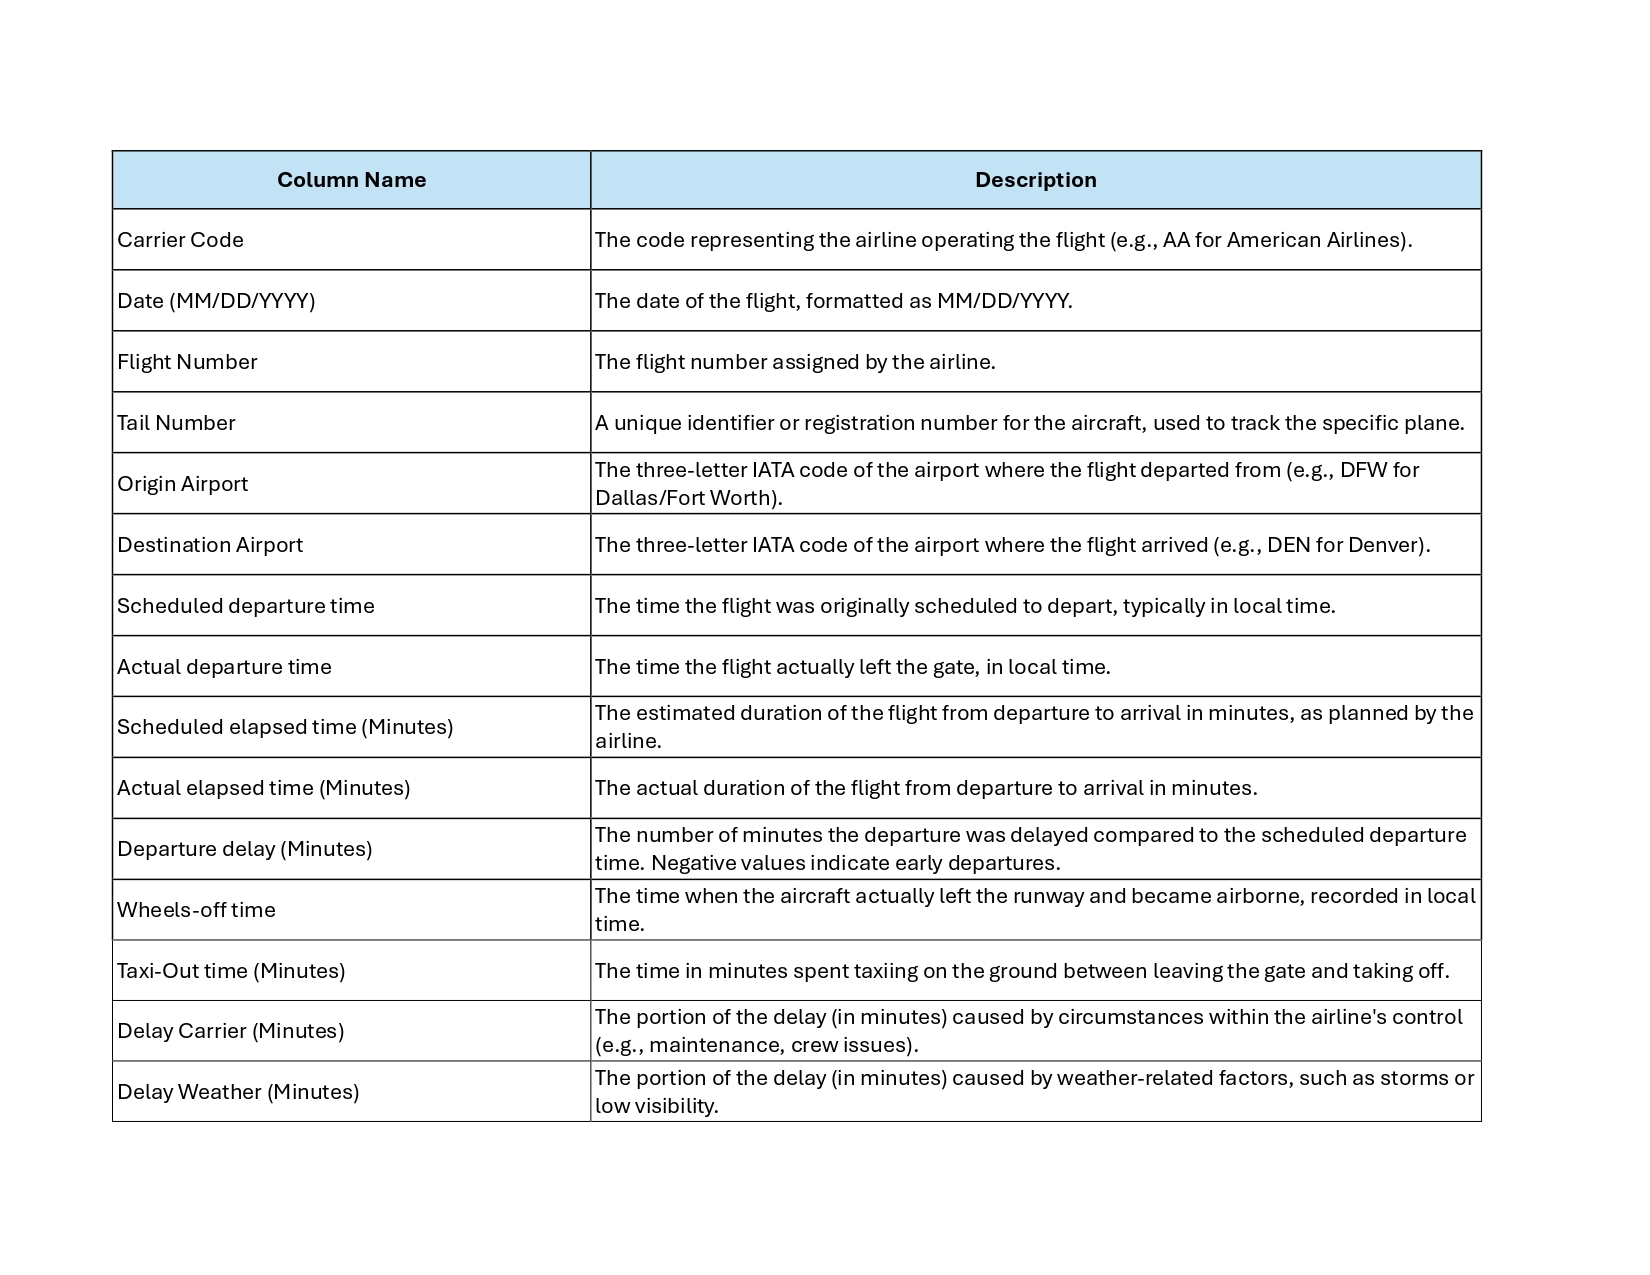 Column Name Description
Carrier Code The code representing the airline operating the flight (e.g., AA for American Airlines).
Date (MM/DD/YYYY) The date of the flight, formatted as MM/DD/YYYY.
Flight Number The flight number assigned by the airline.
Tail Number A unique identifier or registration number for the aircraft, used to track the specific plane.
Origin Airport The three-letter IATA code of the airport where the flight departed from (e.g., DFW for
Dallas/Fort Worth).
Destination Airport The three-letter IATA code of the airport where the flight arrived (e.g., DEN for Denver).
Scheduled departure time The time the flight was originally scheduled to depart, typically in local time.
Actual departure time The time the flight actually left the gate, in local time.
Scheduled elapsed time (Minutes) The estimated duration of the flight from departure to arrival in minutes, as planned by the
airline.
Actual elapsed time (Minutes) The actual duration of the flight from departure to arrival in minutes.
Departure delay (Minutes) The number of minutes the departure was delayed compared to the scheduled departure
time. Negative values indicate early departures.
Wheels-off time The time when the aircraft actually left the runway and became airborne, recorded in local
time.
Taxi-Out time (Minutes) The time in minutes spent taxiing on the ground between leaving the gate and taking off.
Delay Carrier (Minutes) The portion of the delay (in minutes) caused by circumstances within the airline's control
(e.g., maintenance, crew issues).
Delay Weather (Minutes) The portion of the delay (in minutes) caused by weather-related factors, such as storms or
low visibility.